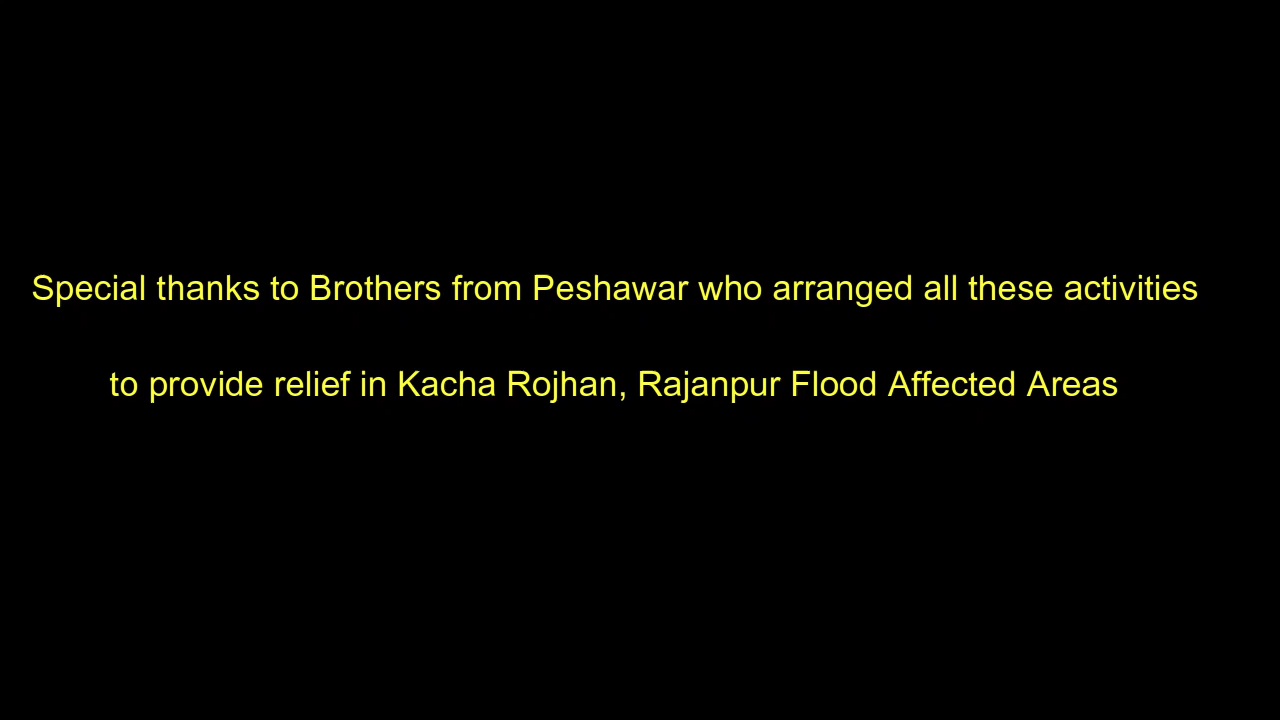 Special thanks to Brothers from Peshawar who arranged all these activities
to provide relief in Kacha Rojhan, Rajanpur Flood Affected Areas